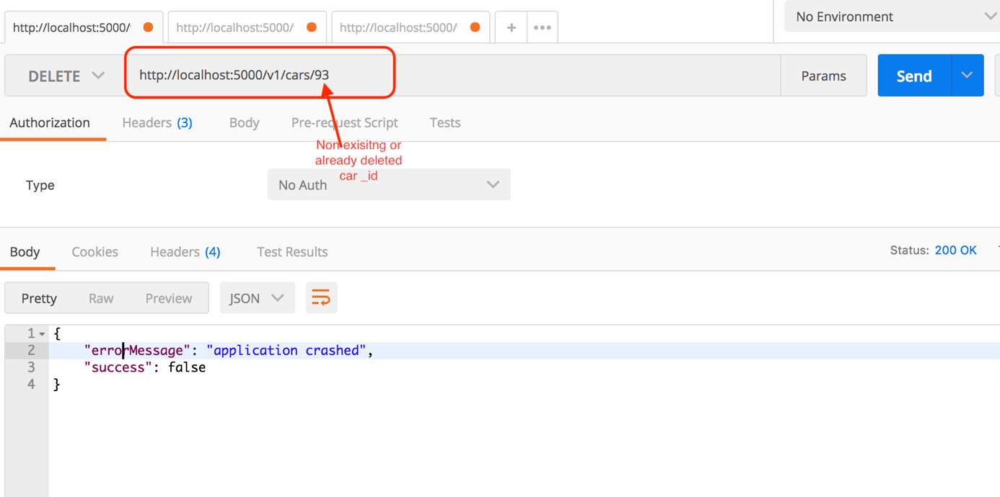 http://localhost:5000/ http://localhost:5000/ http://localhost:5000/ + ••• No Environment
DELETE http://localhost:5000/v1/cars/93 Params Send
Authorization Headers (3) Body Pre-request Script Tests
Non exisitng or
already deleted
car _id
Type No Auth
Body Cookies Headers (4) Test Results Status: 200 OK
Pretty Raw Preview JSON
1 {
2 "errorMessage": "application crashed",
3 "success": false
4 }